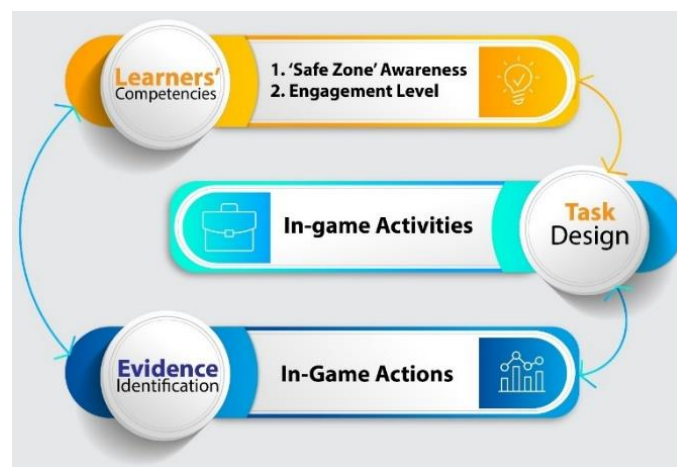 Learners'
Competencies
1. ‘Safe Zone’ Awareness
2. Engagement Level
In-game Activities
Task
Design
Evidence
Identification
In-Game Actions